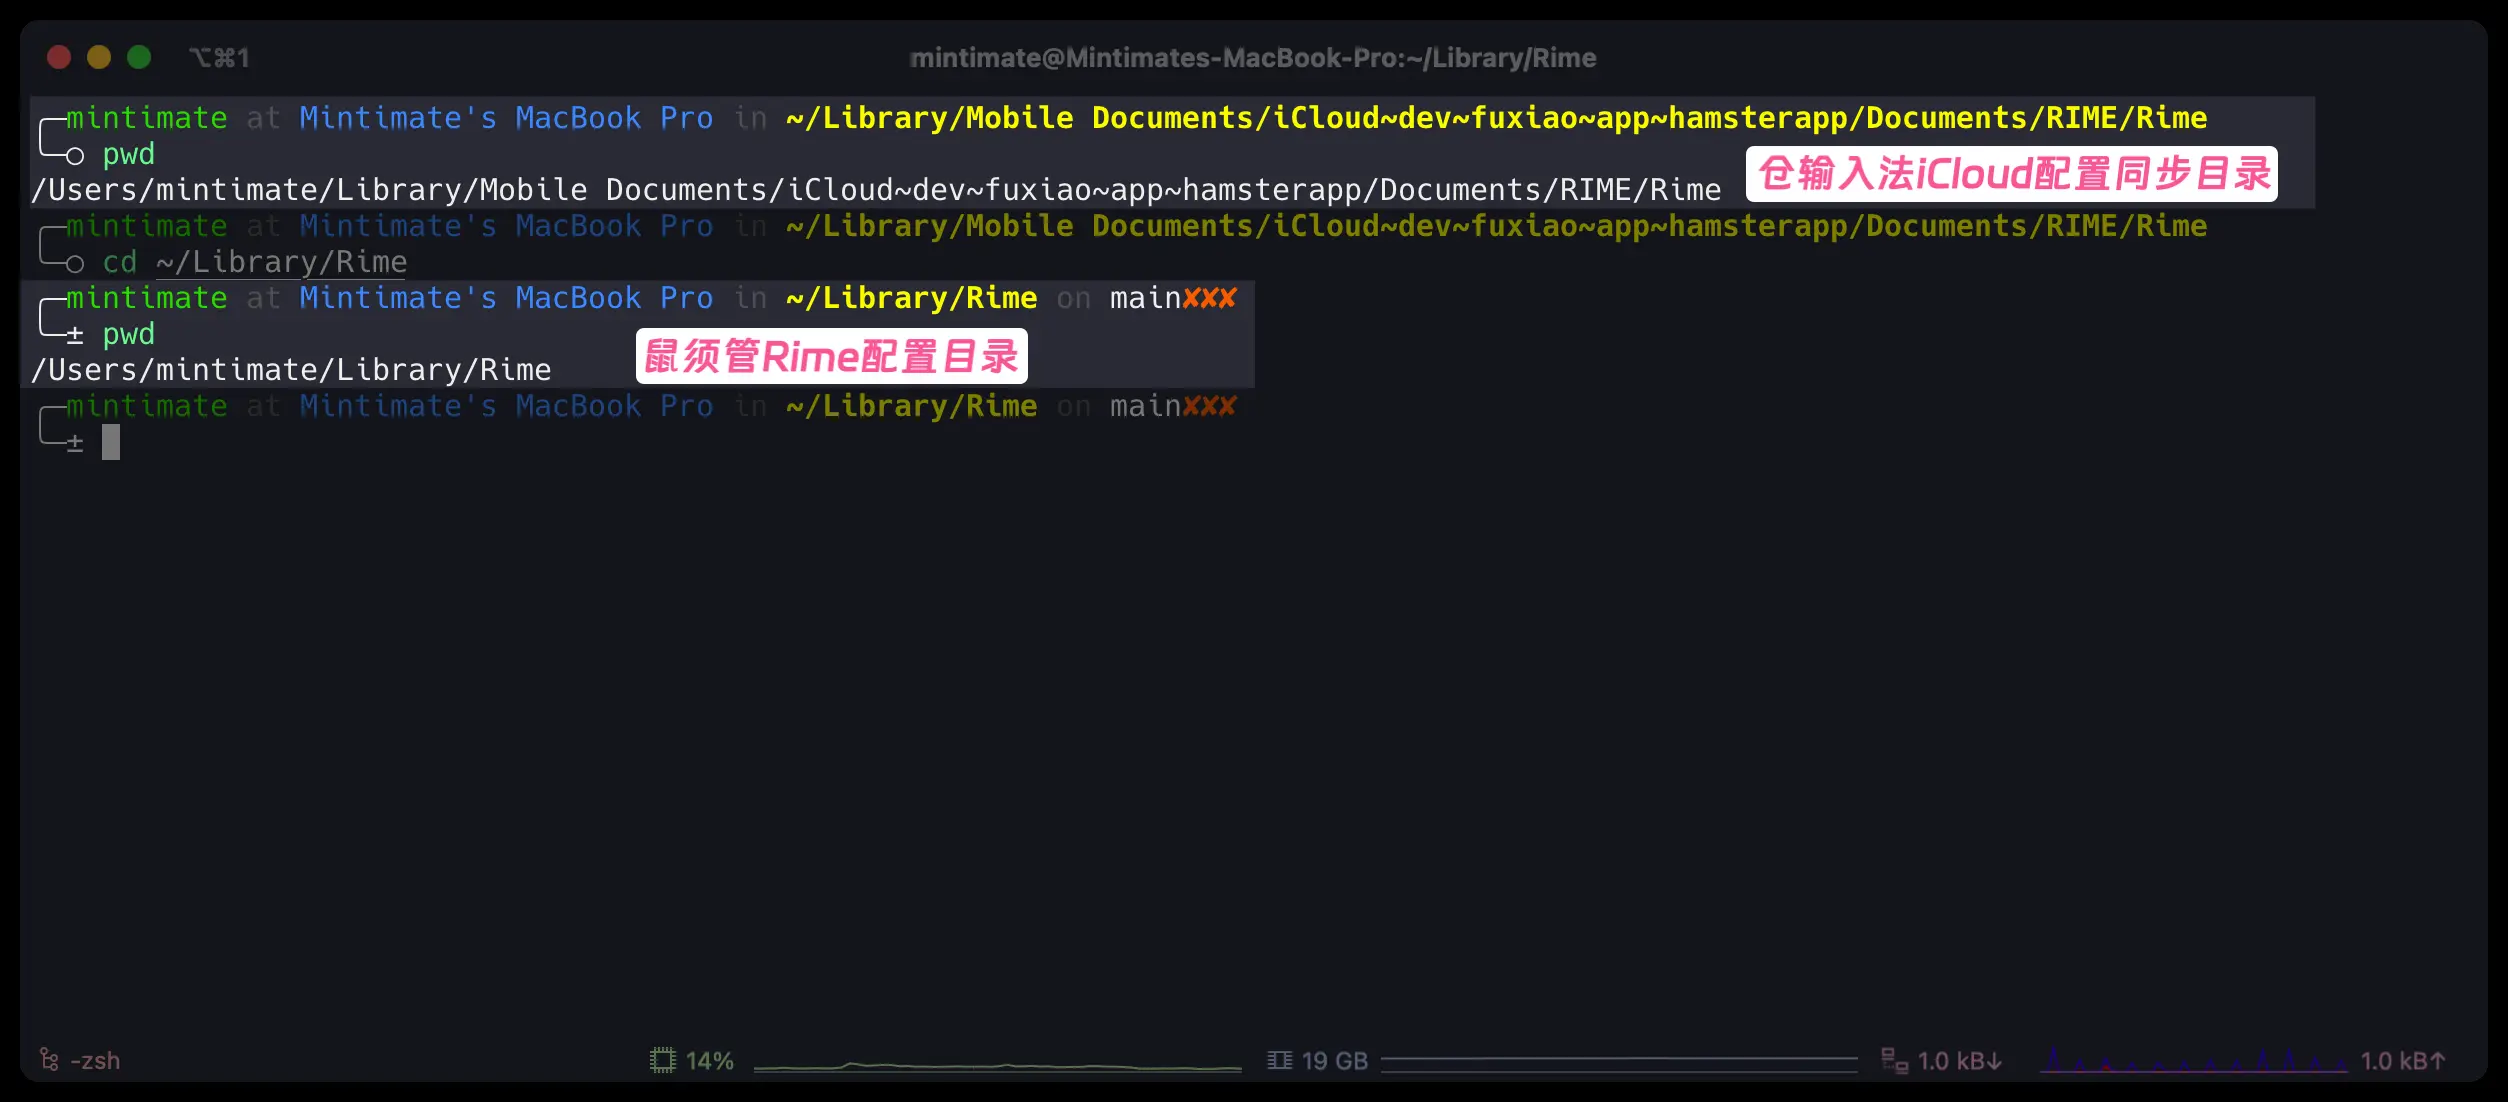 ⌥⌘1
mintimate@Mintimates-MacBook-Pro:~/Library/Rime
╭─mintimate at Mintimate's MacBook Pro in ~/Library/Mobile Documents/iCloud~dev~fuxiao~app~hamsterapp/Documents/RIME/Rime
╰─○ pwd
/Users/mintimate/Library/Mobile Documents/iCloud~dev~fuxiao~app~hamsterapp/Documents/RIME/Rime
仓输入法iCloud配置同步目录
╭─mintimate at Mintimate's MacBook Pro in ~/Library/Mobile Documents/iCloud~dev~fuxiao~app~hamsterapp/Documents/RIME/Rime
╰─○ cd ~/Library/Rime
╭─mintimate at Mintimate's MacBook Pro in ~/Library/Rime on main✘✘✘
╰─± pwd
鼠须管Rime配置目录
/Users/mintimate/Library/Rime
╭─mintimate at Mintimate's MacBook Pro in ~/Library/Rime on main✘✘✘
╰─±
-zsh 14% 19 GB 1.0 kB↓ 1.0 kB↑